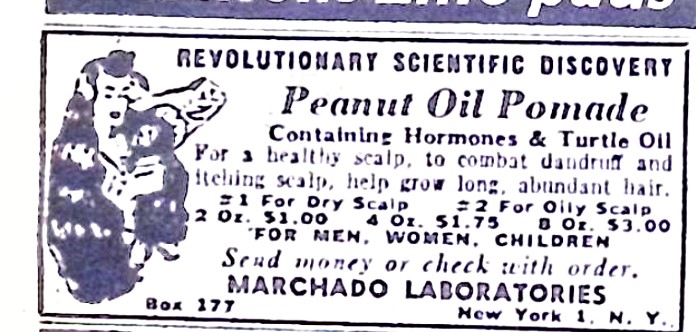 REVOLUTIONARY SCIENTIFIC DISCOVERY
Peanut Oil Pomade
Containing Hormones & Turtle Oil
For a healthy scalp, to combat dandruff and
itching scalp, help grow long, abundant hair.
#1 For Dry Scalp #2 For Oily Scalp
2 Oz. $1.00 4 Oz. $1.75 8 Oz. $3.00
FOR MEN, WOMEN, CHILDREN
Send money or check with order.
MARCHADO LABORATORIES
Box 177 New York 1, N. Y.